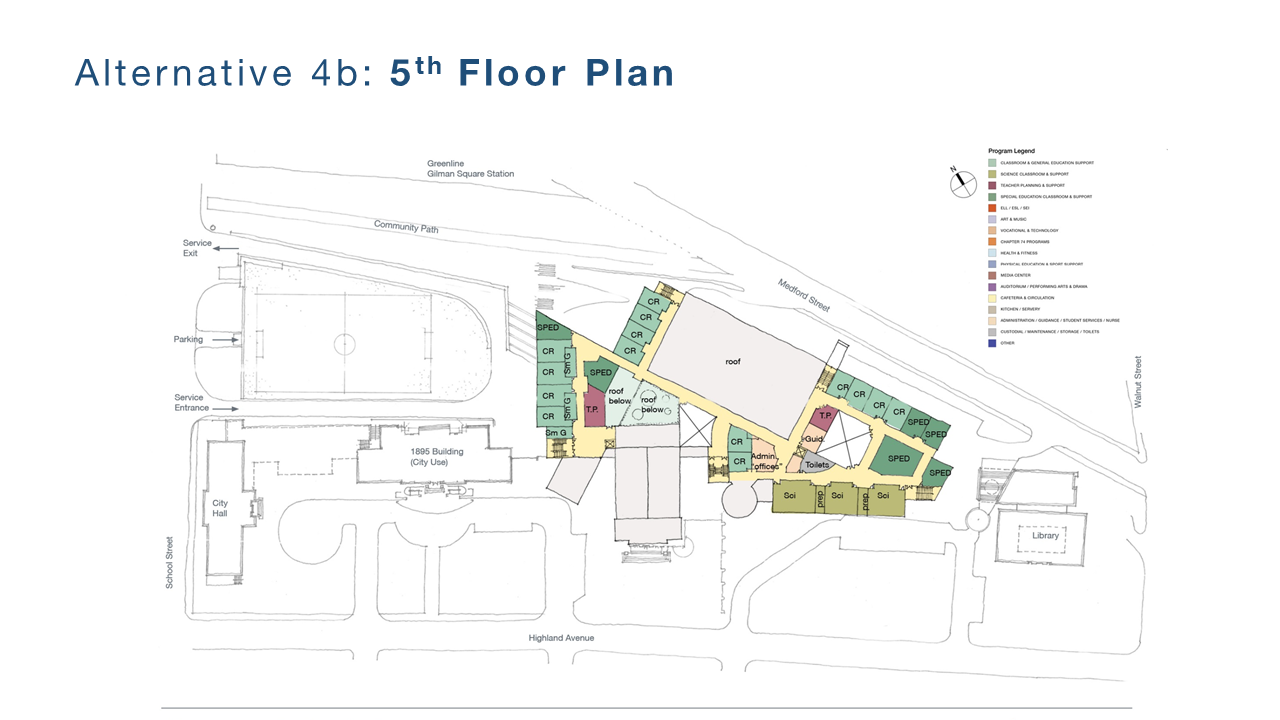 Alternative 4b: 5th Floor Plan
Greenline
Gilman Square Station
Community Path
Service
Exit
Parking
Service
Entrance
Medford Street
Walnut Street
School Street
Highland Avenue
City
Hall
1895 Building
(City Use)
Library
N
Program Legend
CLASSROOM & GENERAL EDUCATION SUPPORT
SCIENCE CLASSROOM & SUPPORT
TEACHER PLANNING & SUPPORT
SPECIAL EDUCATION CLASSROOM & SUPPORT
ELL / ESL / SEI
ART & MUSIC
VOCATIONAL & TECHNOLOGY
CHAPTER 74 PROGRAMS
HEALTH & FITNESS
PHYSICAL EDUCATION & SPORT SUPPORT
MEDIA CENTER
AUDITORIUM / PERFORMING ARTS & DRAMA
CAFETERIA & CIRCULATION
KITCHEN / SERVERY
ADMINISTRATION / GUIDANCE / STUDENT SERVICES / NURSE
CUSTODIAL / MAINTENANCE / STORAGE / TOILETS
OTHER
CR
CR
CR
CR
SPED
CR
CR
CR
CR
Sm G
Sm G
Sm G
SPED
T.P.
roof
below
roof
below
roof
CR
CR
Admin.
"offices"
T.P.
Guid.
Toilets
CR
CR
CR
CR
SPED
SPED
SPED
SPED
Sci
prep
Sci
prep
Sci